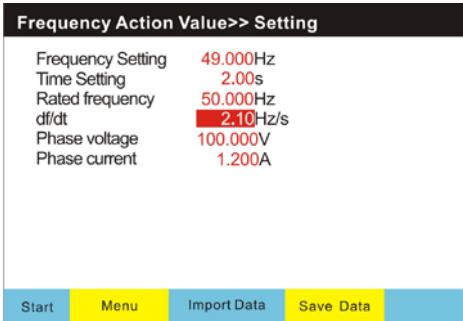 Frequency Action Value>> Setting
Frequency Setting 49.000Hz
Time Setting 2.00s
Rated frequency 50.000Hz
df/dt 2.10Hz/s
Phase voltage 100.000V
Phase current 1.200A
Start Menu Import Data Save Data